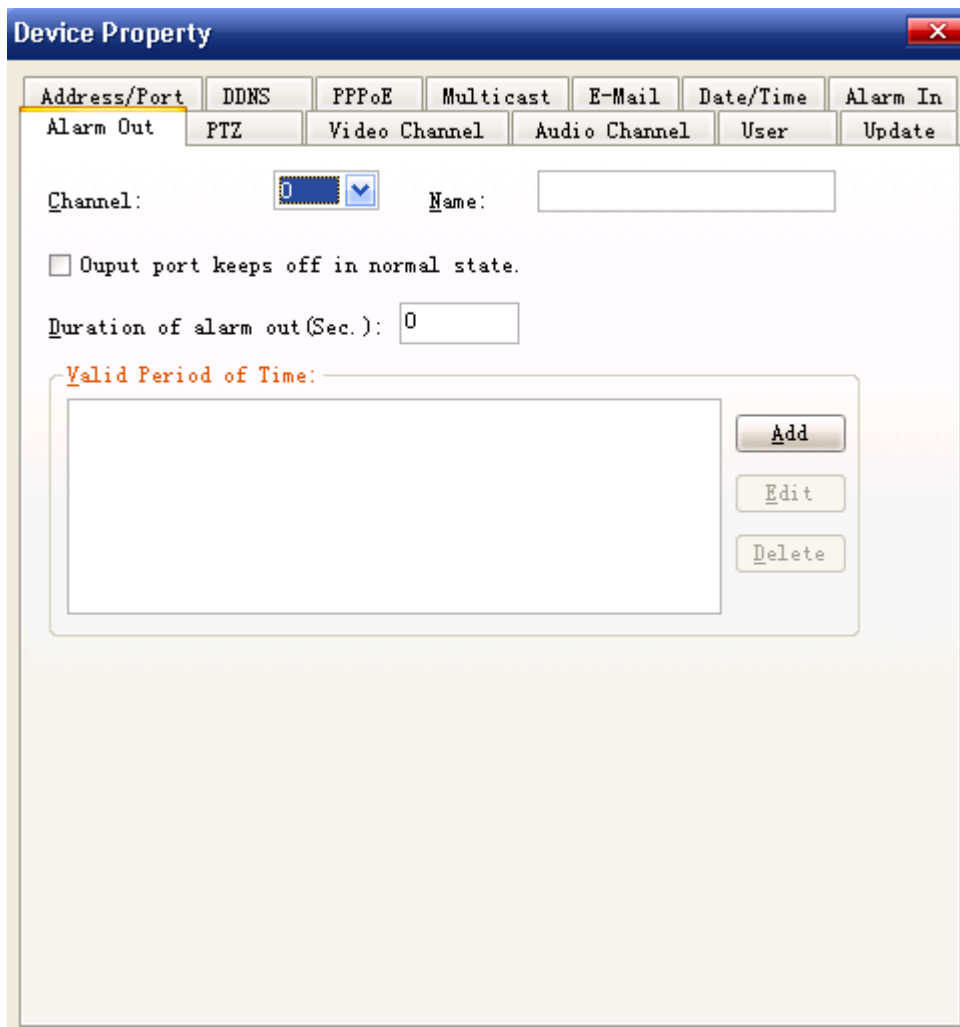 Device Property
Address/Port DDNS PPPoE Multicast E-Mail Date/Time Alarm In
Alarm Out PTZ Video Channel Audio Channel User Update
Channel: 0 Name:
Ouput port keeps off in normal state.
Duration of alarm out(Sec.): 0
Valid Period of Time:
Add
Edit
Delete